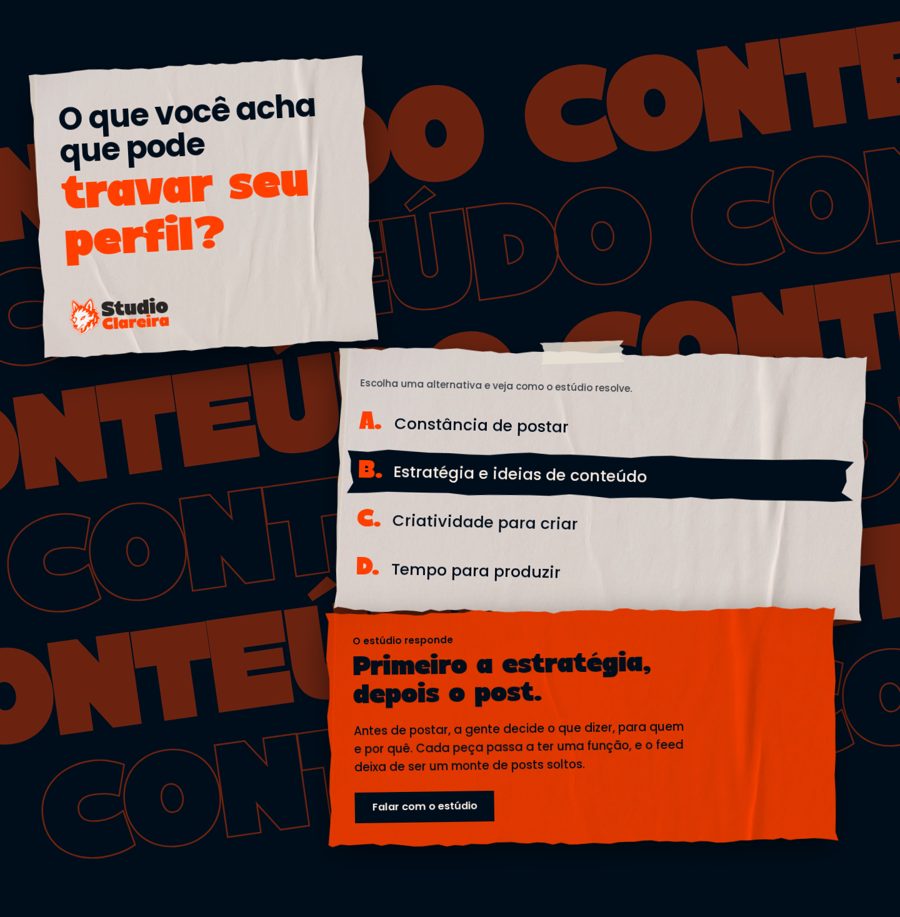 O que você acha
que pode
travar seu
perfil?
Studio
Clareira
Escolha uma alternativa e veja como o estúdio resolve.
A. Constância de postar
B. Estratégia e ideias de conteúdo
C. Criatividade para criar
D. Tempo para produzir
O estúdio responde
Primeiro a estratégia,
depois o post.
Antes de postar, a gente decide o que dizer, para quem
e por quê. Cada peça passa a ter uma função, e o feed
deixa de ser um monte de posts soltos.
Falar com o estúdio